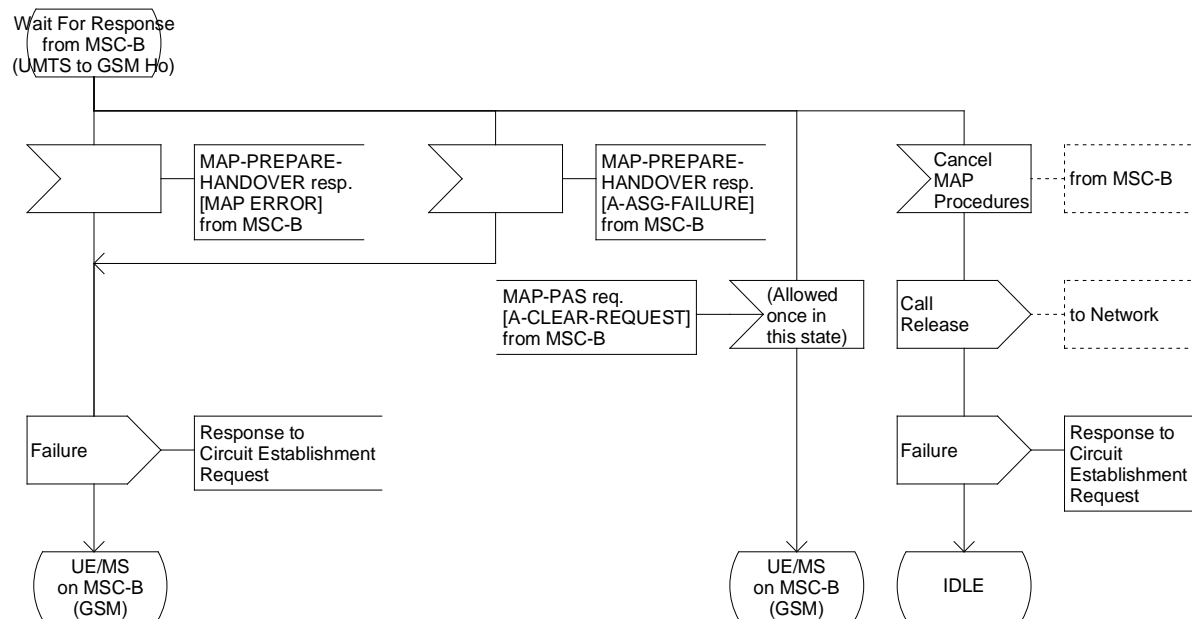 Wait For Response
from MSC-B
(UMTS to GSM Ho)
MAP-PREPARE-
HANDOVER resp.
[MAP ERROR]
from MSC-B
MAP-PREPARE-
HANDOVER resp.
[A-ASG-FAILURE]
from MSC-B
Cancel
MAP
Procedures
from MSC-B
MAP-PAS req.
[A-CLEAR-REQUEST]
from MSC-B
(Allowed
once in
this state)
Call
Release
to Network
Failure
Response to
Circuit Establishment
Request
Failure
Response to
Circuit
Establishment
Request
UE/MS
on MSC-B
(GSM)
UE/MS
on MSC-B
(GSM)
IDLE